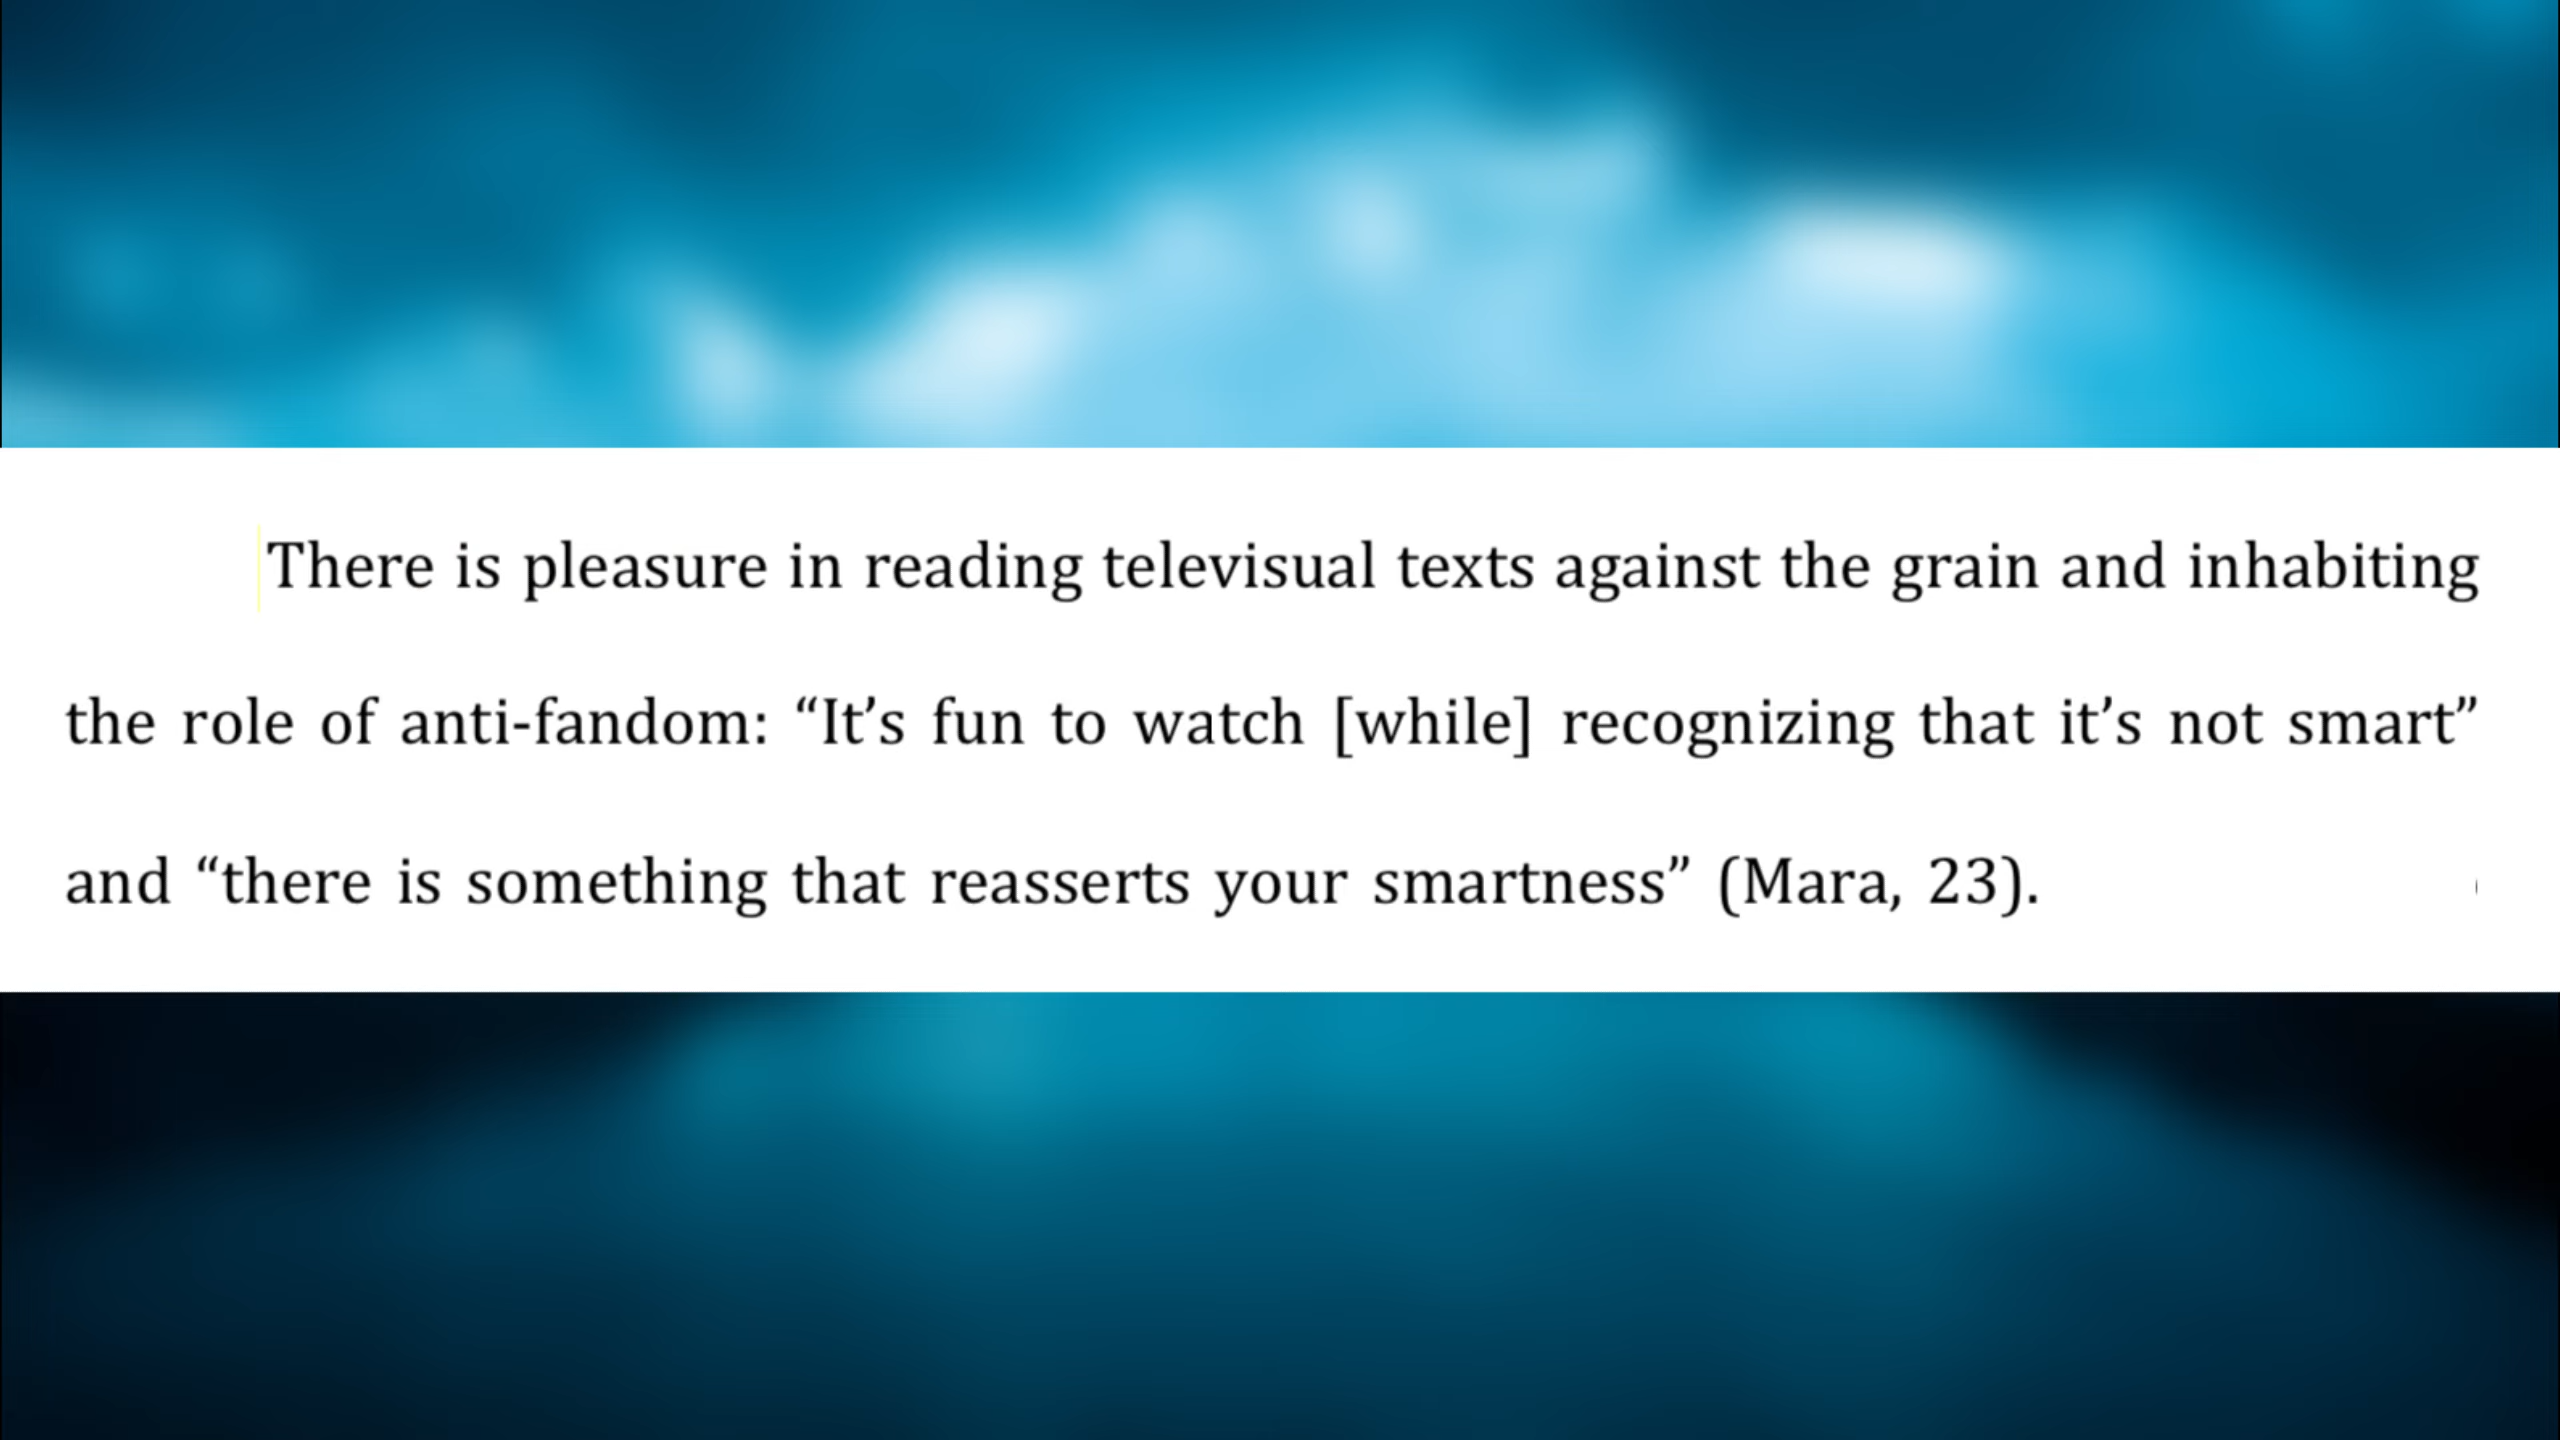 There is pleasure in reading televisual texts against the grain and inhabiting
the role of anti-fandom: “It’s fun to watch [while] recognizing that it’s not smart”
and “there is something that reasserts your smartness” (Mara, 23).